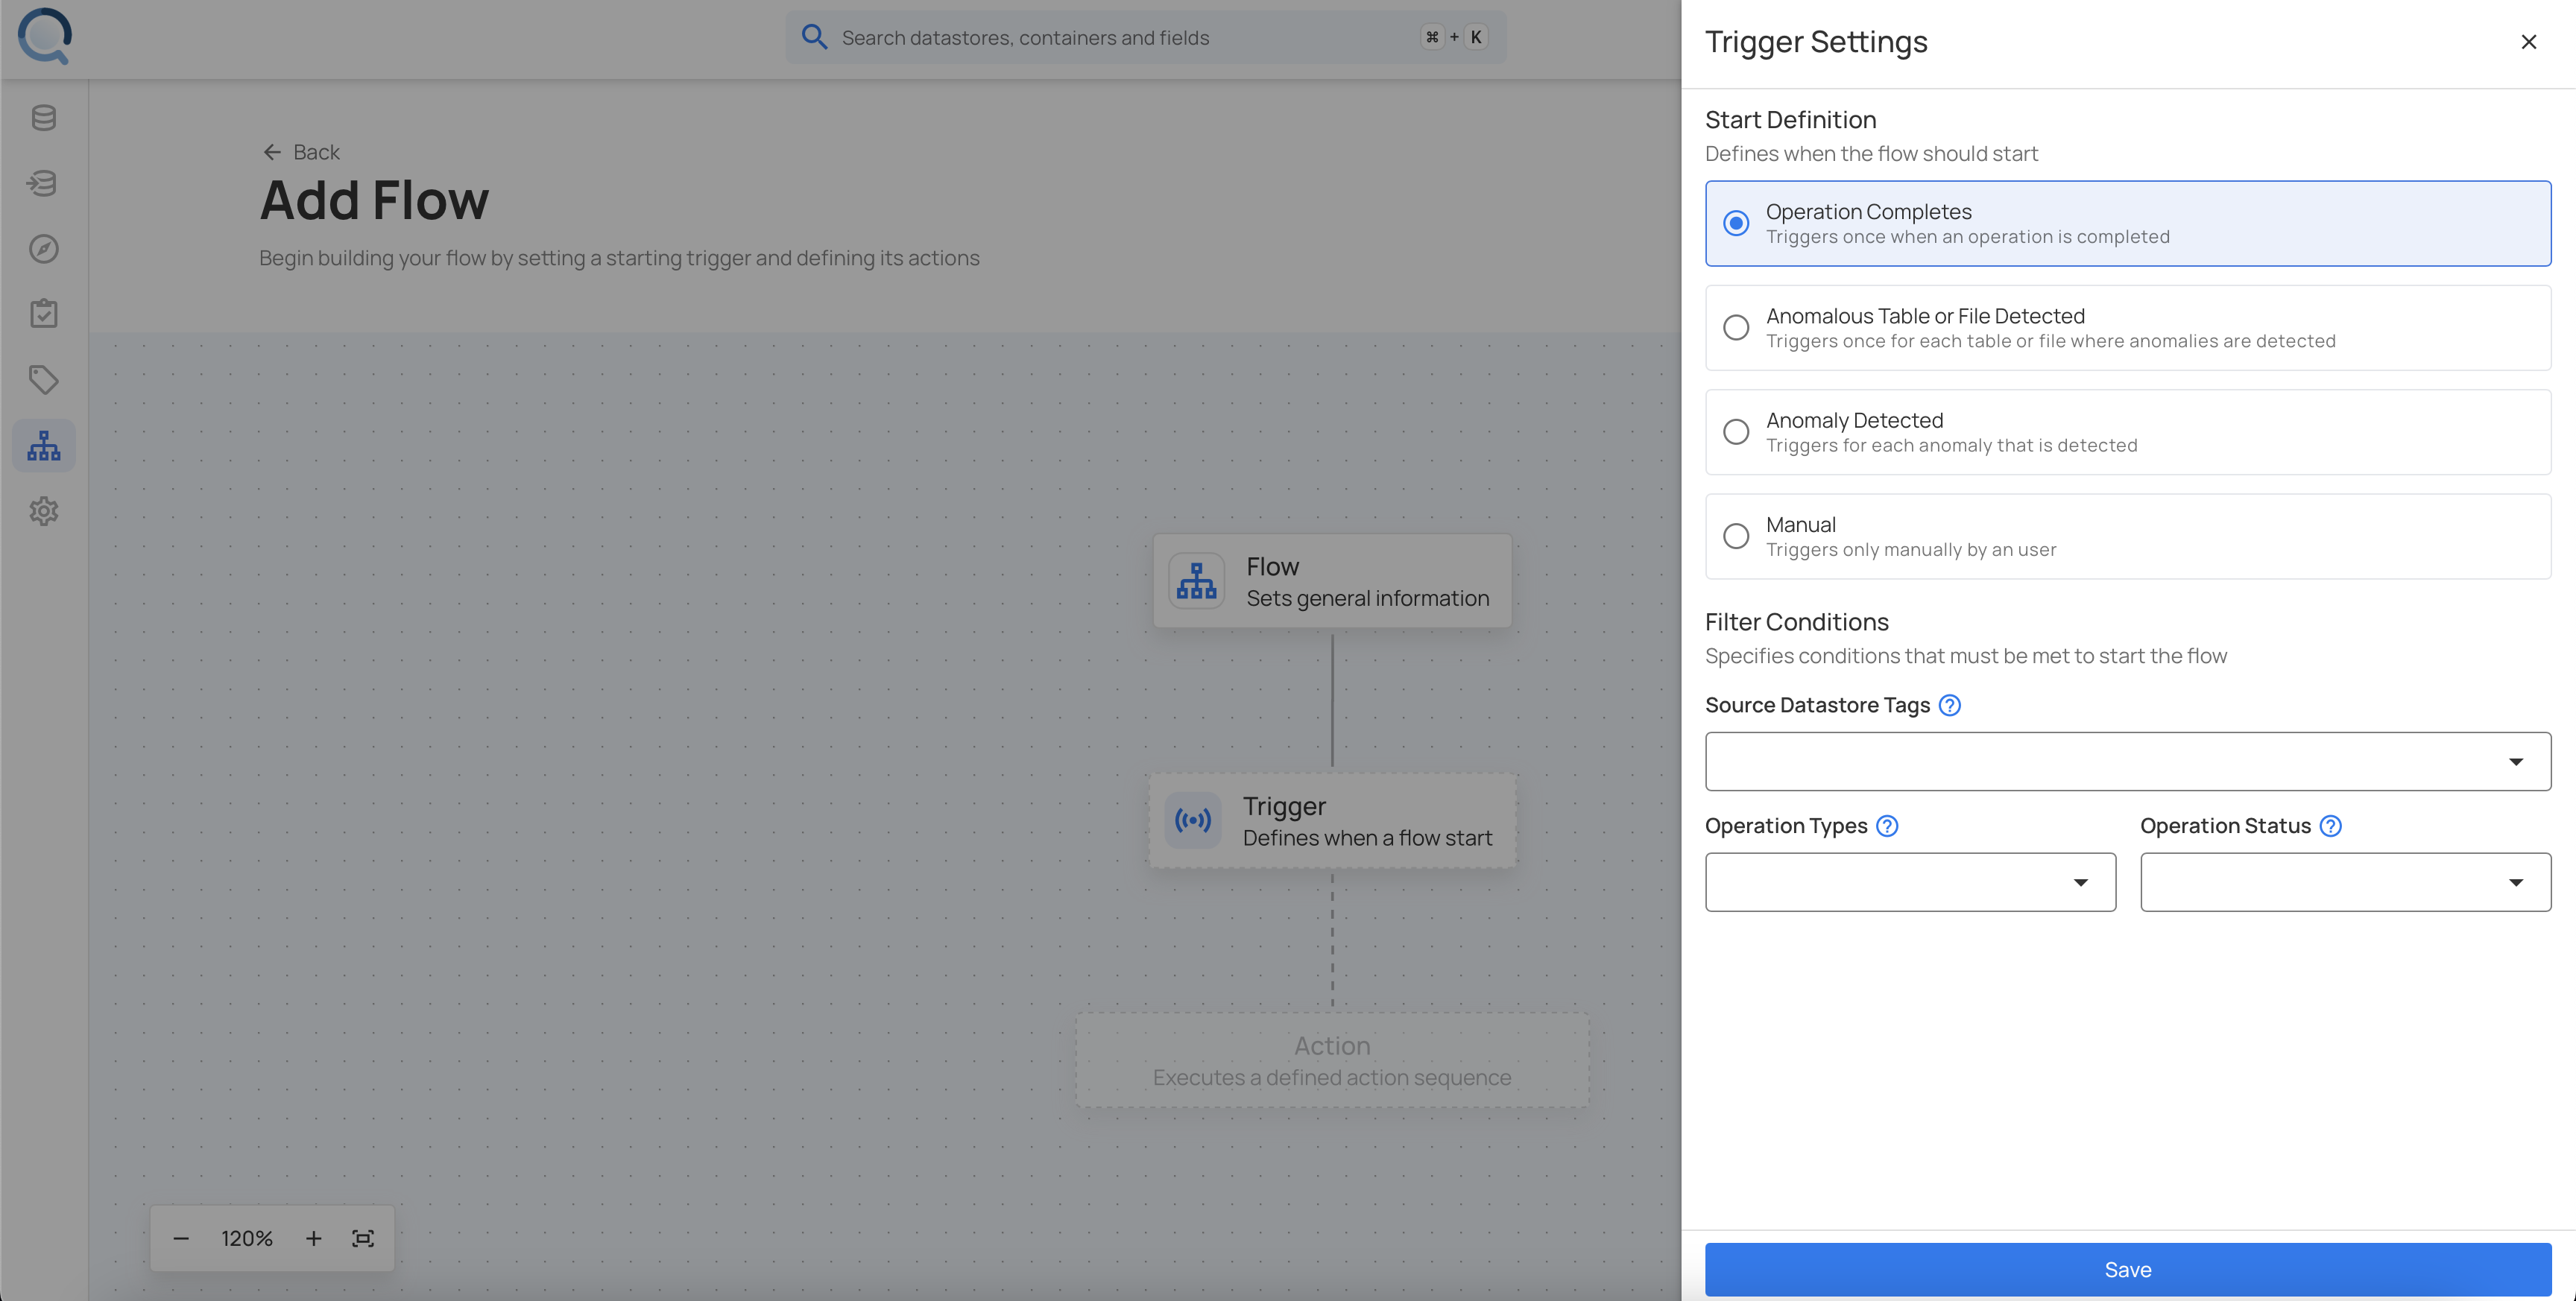 Search datastores, containers and fields
⌘ + K
Back
Add Flow
Begin building your flow by setting a starting trigger and defining its actions
Flow
Sets general information
Trigger
Defines when a flow start
Action
Executes a defined action sequence
120%
Trigger Settings
Start Definition
Defines when the flow should start
Operation Completes
Triggers once when an operation is completed
Anomalous Table or File Detected
Triggers once for each table or file where anomalies are detected
Anomaly Detected
Triggers for each anomaly that is detected
Manual
Triggers only manually by an user
Filter Conditions
Specifies conditions that must be met to start the flow
Source Datastore Tags
Operation Types
Operation Status
Save